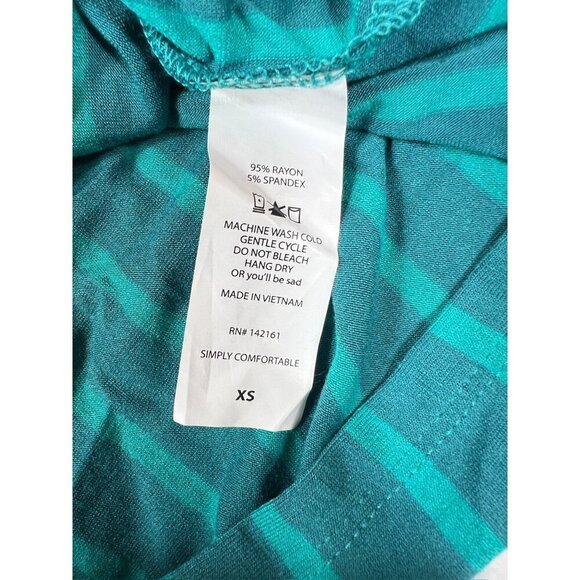 95% RAYON
5% SPANDEX
MACHINE WASH COLD
GENTLE CYCLE
DO NOT BLEACH
HANG DRY
OR you'll be sad
MADE IN VIETNAM
RN# 142161
SIMPLY COMFORTABLE
XS